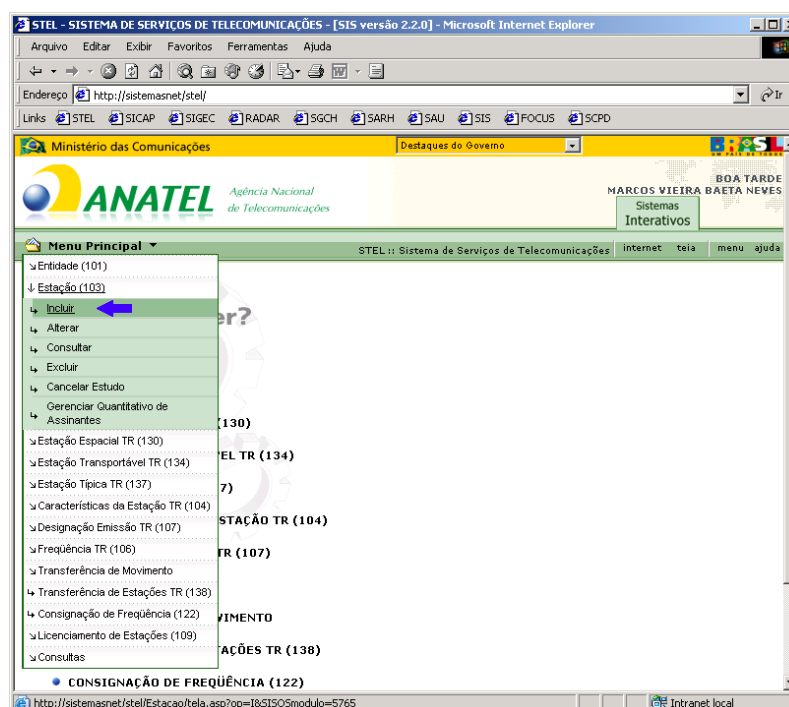 STEL - SISTEMA DE SERVIÇOS DE TELECOMUNICAÇÕES - [SIS versão 2.2.0] - Microsoft Internet Explorer
Arquivo Editar Exibir Favoritos Ferramentas Ajuda
Endereço http://sistemasnet/stel/ Ir
Links STEL SICAP SIGEC RADAR SGCH SARH SAU SIS FOCUS SCPD
Ministério das Comunicações Destaques do Governo BRASIL
BOA TARDE
MARCOS VIEIRA BAETA NEVES
ANATEL Agência Nacional
de Telecomunicações
Sistemas
Interativos
Menu Principal STEL :: Sistema de Serviços de Telecomunicações internet teia menu ajuda
Entidade (101)
Estação (103)
Incluir
er?
Alterar
Consultar
Excluir
Cancelar Estudo
Gerenciar Quantitativo de
Assinantes
(130)
Estação Espacial TR (130)
EL TR (134)
Estação Transportável TR (134)
Estação Típica TR (137)
7)
Características da Estação TR (104)
STAÇÃO TR (104)
Designação Emissão TR (107)
Freqüência TR (106)
TR (107)
Transferência de Movimento
Transferência de Estações TR (138)
Consignação de Freqüência (122)
VIMENTO
Licenciamento de Estações (109)
AÇÕES TR (138)
Consultas
CONSIGNAÇÃO DE FREQÜÊNCIA (122)
http://sistemasnet/stel/Estacao/tela.asp?op=I&SISOSmodulo=5765 Intranet local